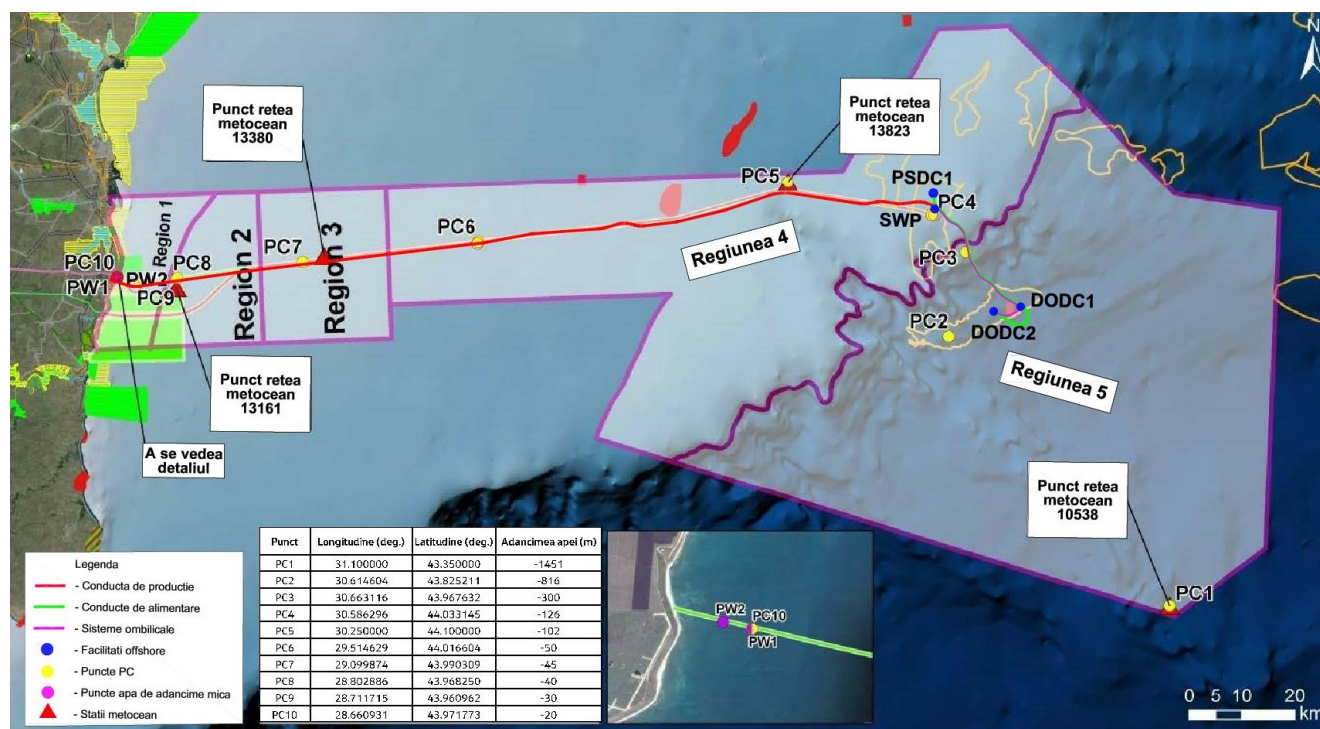 N
Punct retea
metocean
13380
Punct retea
metocean
13823
PC5
PSDC1
PC4
SWP
Region 1
Region 2
Region 3
PC6
Regiunea 4
PC7
PC10
PW2
PC8
PW1
PC9
PC3
DODC1
PC2
DODC2
Regiunea 5
Punct retea
metocean
13161
A se vedea
detaliul
Punct retea
metocean
10538
PC1
Legenda
- Conducta de productie
- Conducte de alimentare
- Sisteme ombilicale
- Facilitati offshore
- Puncte PC
- Puncte apa de adancime mica
- Statii metocean
Punct Longitudine (deg.) Latitudine (deg.) Adancimea apei (m)
PC1 31.100000 43.350000 -1451
PC2 30.614604 43.825211 -816
PC3 30.663116 43.967632 -300
PC4 30.586296 44.033145 -126
PC5 30.250000 44.100000 -102
PC6 29.514629 44.016604 -50
PC7 29.099874 43.990309 -45
PC8 28.802886 43.968250 -40
PC9 28.711715 43.960962 -30
PC10 28.660931 43.971773 -20
PW2
PC10
PW1
0 5 10 20
km